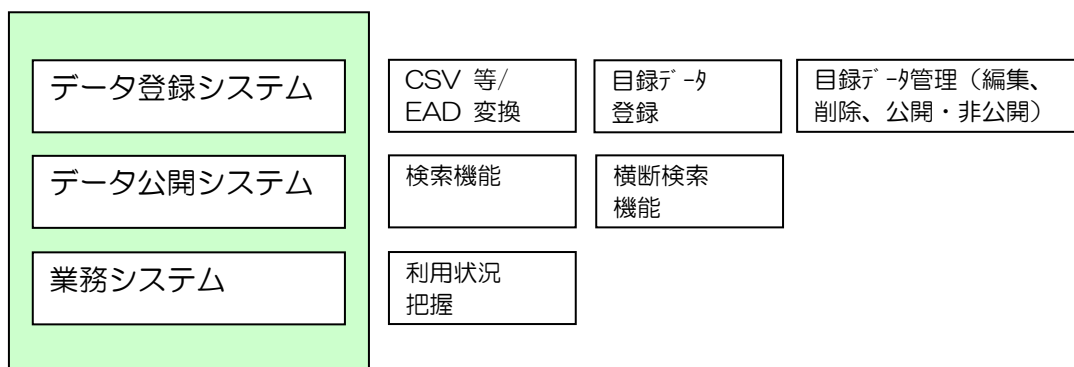 データ登録システム
CSV 等/
EAD 変換
目録ﾃﾞｰﾀ
登録
目録ﾃﾞｰﾀ管理（編集、
削除、公開・非公開）
データ公開システム
検索機能
横断検索
機能
業務システム
利用状況
把握